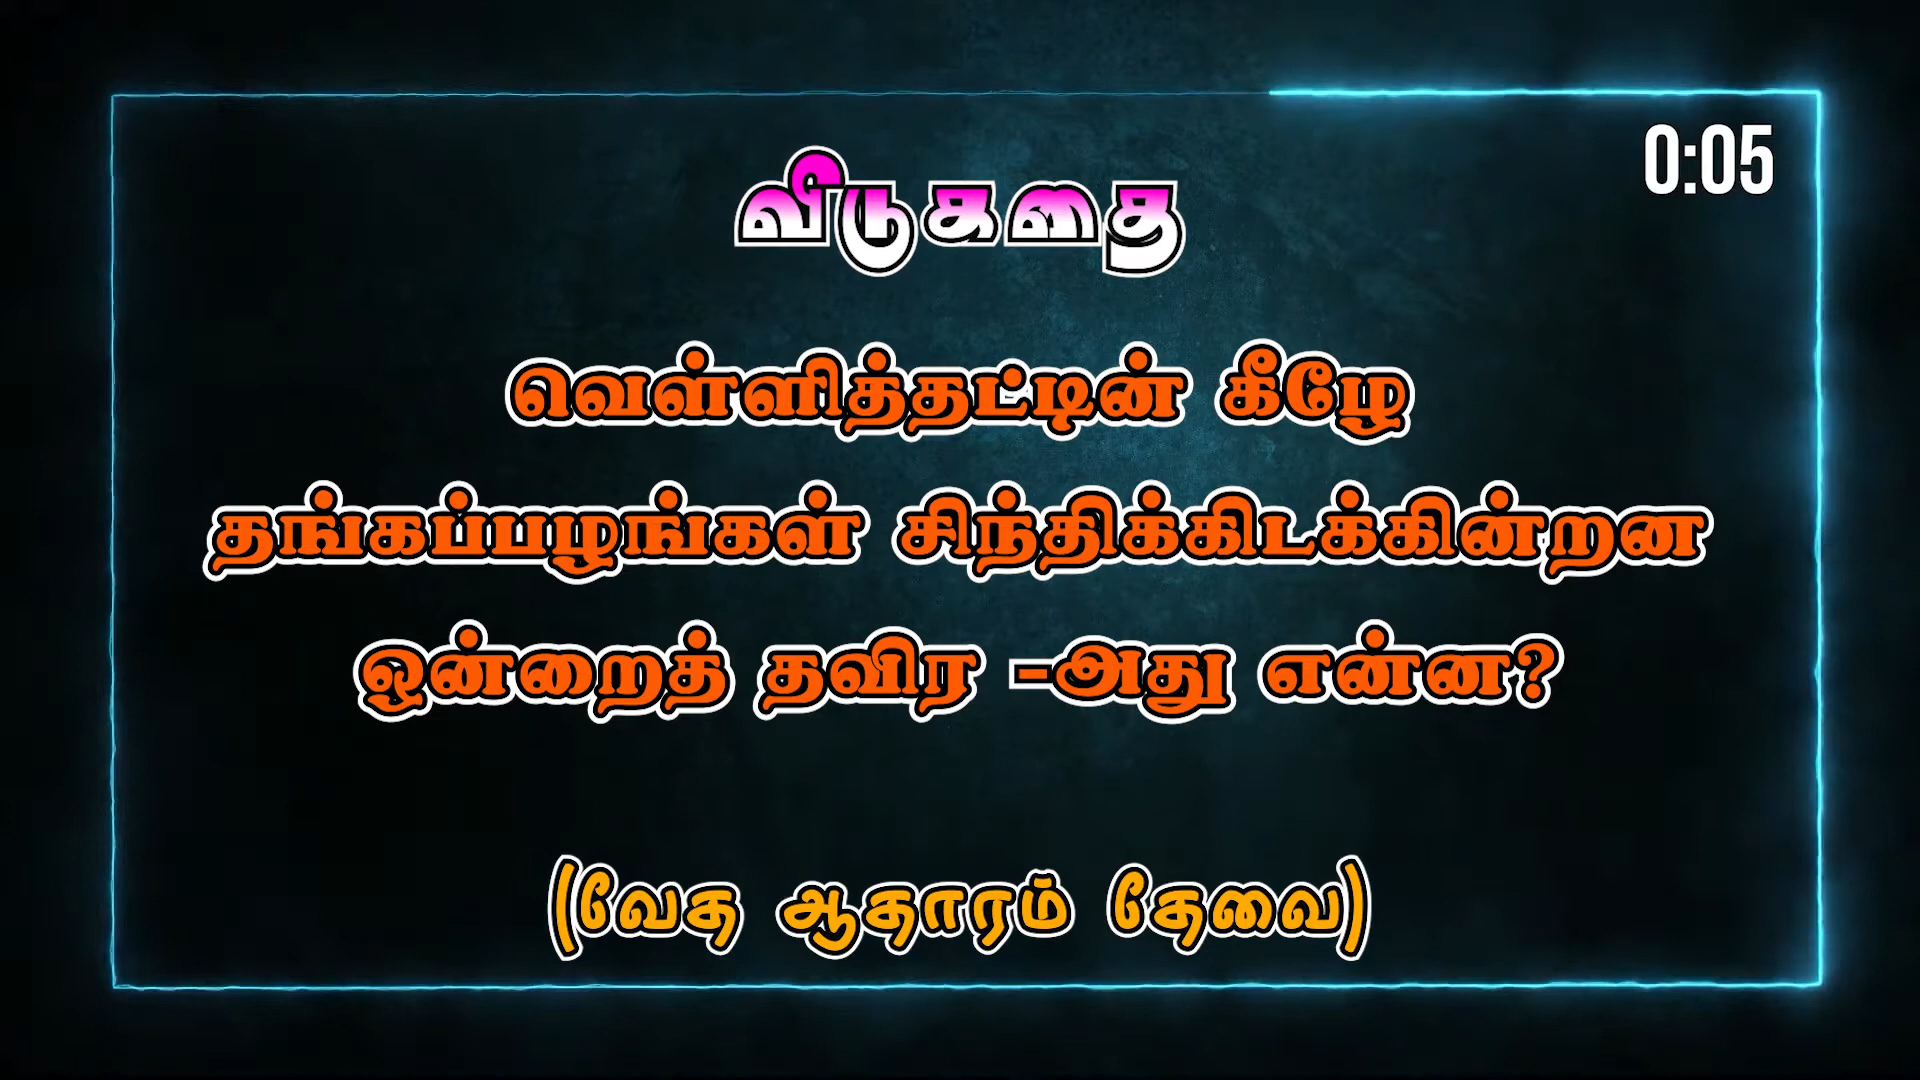 0:05
விடுகதை
வெள்ளித்தட்டின் கீழே
தங்கப்பழங்கள் சிந்திக்கிடக்கின்றன
ஒன்றைத் தவிர -அது என்ன?
(வேத ஆதாரம் தேவை)